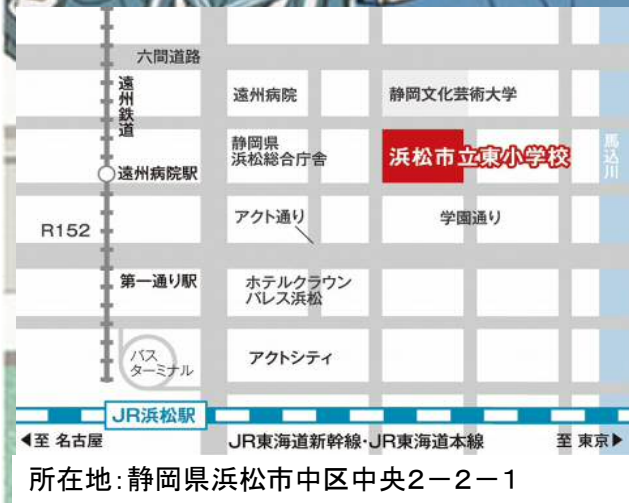 六間道路
遠州鉄道
遠州病院
静岡文化芸術大学
静岡県
浜松総合庁舎
浜松市立東小学校
馬込川
遠州病院駅
アクト通り
学園通り
R152
第一通り駅
ホテルクラウン
パレス浜松
バス
ターミナル
アクトシティ
JR浜松駅
◀至 名古屋
JR東海道新幹線・JR東海道本線
至 東京▶
所在地:静岡県浜松市中区中央2－2－1